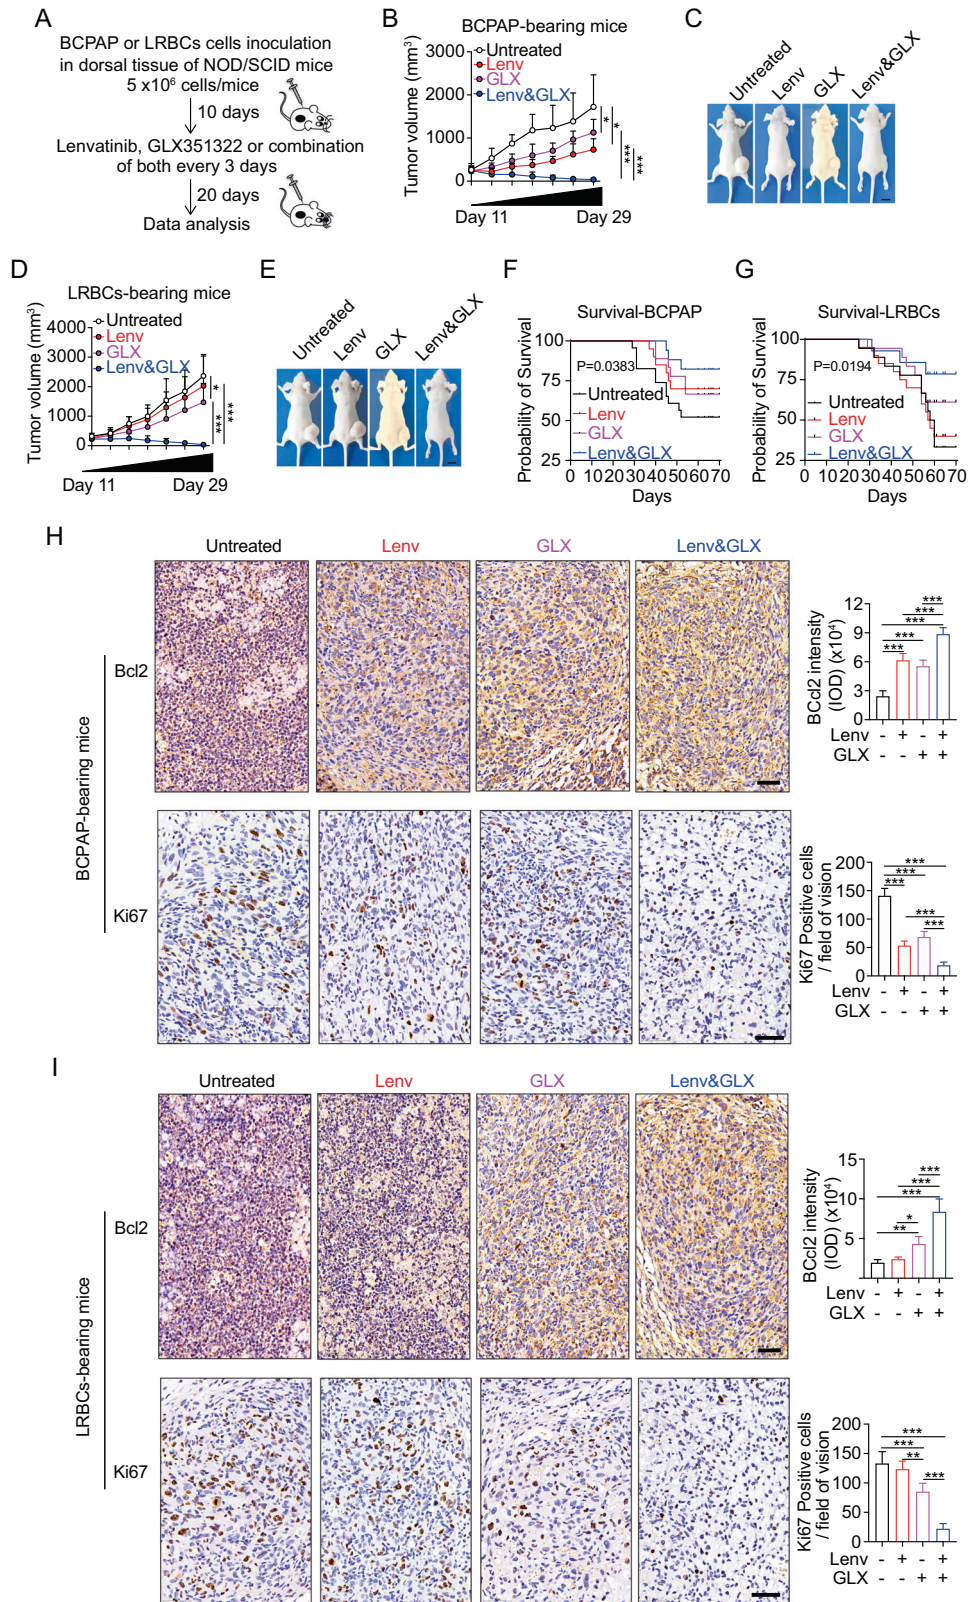 A
BCPAP or LRBCs cells inoculation
in dorsal tissue of NOD/SCID mice
5 x10⁶ cells/mice
10 days
Lenvatinib, GLX351322 or combination
of both every 3 days
20 days
Data analysis
B
BCPAP-bearing mice
Tumor volume (mm³)
3000
2000
1000
0
Untreated
Lenv
GLX
Lenv&GLX
*
*
***
***
Day 11
Day 29
C
Untreated
Lenv
GLX
Lenv&GLX
D
LRBCs-bearing mice
Tumor volume (mm³)
4000
3000
2000
1000
0
Untreated
Lenv
GLX
Lenv&GLX
*
***
***
Day 11
Day 29
E
Untreated
Lenv
GLX
Lenv&GLX
F
Survival-BCPAP
Probability of Survival
100
75
50
25
P=0.0383
Untreated
Lenv
GLX
Lenv&GLX
0 10 20 30 40 50 60 70
Days
G
Survival-LRBCs
Probability of Survival
100
75
50
25
P=0.0194
Untreated
Lenv
GLX
Lenv&GLX
0 10 20 30 40 50 60 70
Days
H
Untreated
Lenv
GLX
Lenv&GLX
BCPAP-bearing mice
Bcl2
BCcl2 intensity
(IOD) (x10⁴)
12
9
6
3
0
***
***
***
***
***
Lenv - + - +
GLX - - + +
Ki67
Ki67 Positive cells
/ field of vision
200
150
100
50
0
***
***
***
***
***
Lenv - + - +
GLX - - + +
I
Untreated
Lenv
GLX
Lenv&GLX
LRBCs-bearing mice
Bcl2
BCcl2 intensity
(IOD) (x10⁴)
15
10
5
0
***
***
***
*
**
Lenv - + - +
GLX - - + +
Ki67
Ki67 Positive cells
/ field of vision
200
150
100
50
0
***
***
**
***
Lenv - + - +
GLX - - + +